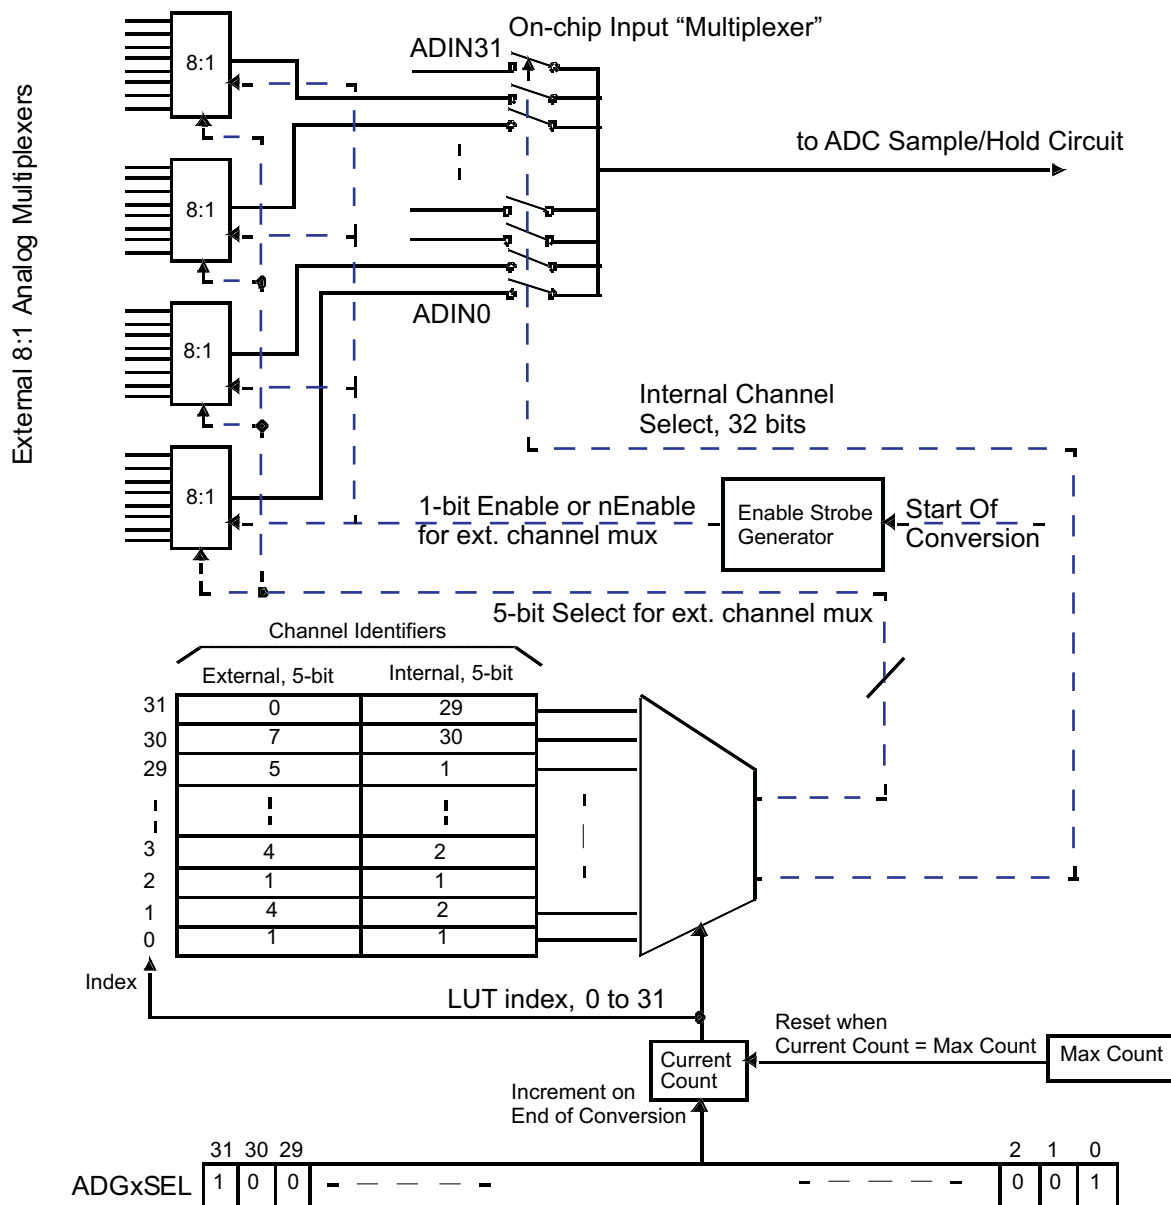 On-chip Input “Multiplexer”
ADIN31
8:1
External 8:1 Analog Multiplexers
to ADC Sample/Hold Circuit
8:1
ADIN0
8:1
Internal Channel
Select, 32 bits
8:1
1-bit Enable or nEnable
for ext. channel mux
Enable Strobe
Generator
Start Of
Conversion
5-bit Select for ext. channel mux
Channel Identifiers
External, 5-bit Internal, 5-bit
31 0 29
30 7 30
29 5 1
3 4 2
2 1 1
1 4 2
0 1 1
Index
LUT index, 0 to 31
Reset when
Current Count = Max Count
Max Count
Current
Count
Increment on
End of Conversion
31 30 29 2 1 0
ADGxSEL 1 0 0 0 0 1